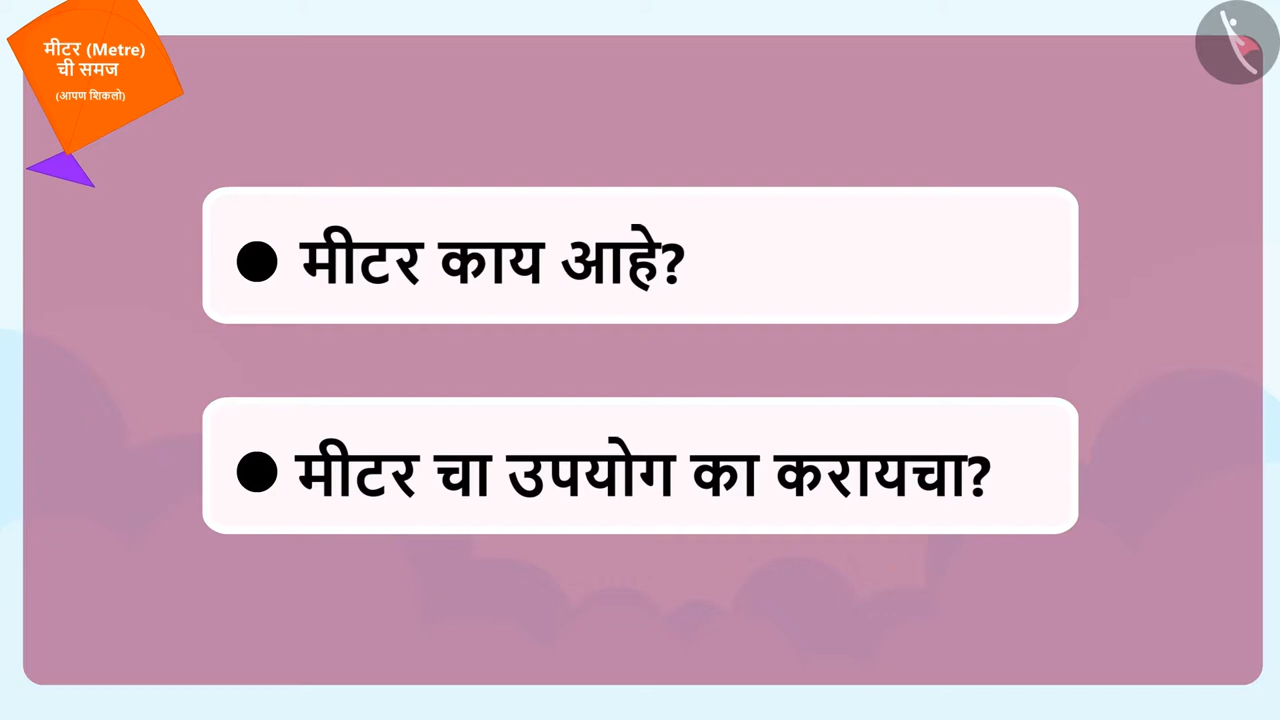 मीटर (Metre)
ची समज
(आपण शिकलो)
● मीटर काय आहे?
● मीटर चा उपयोग का करायचा?